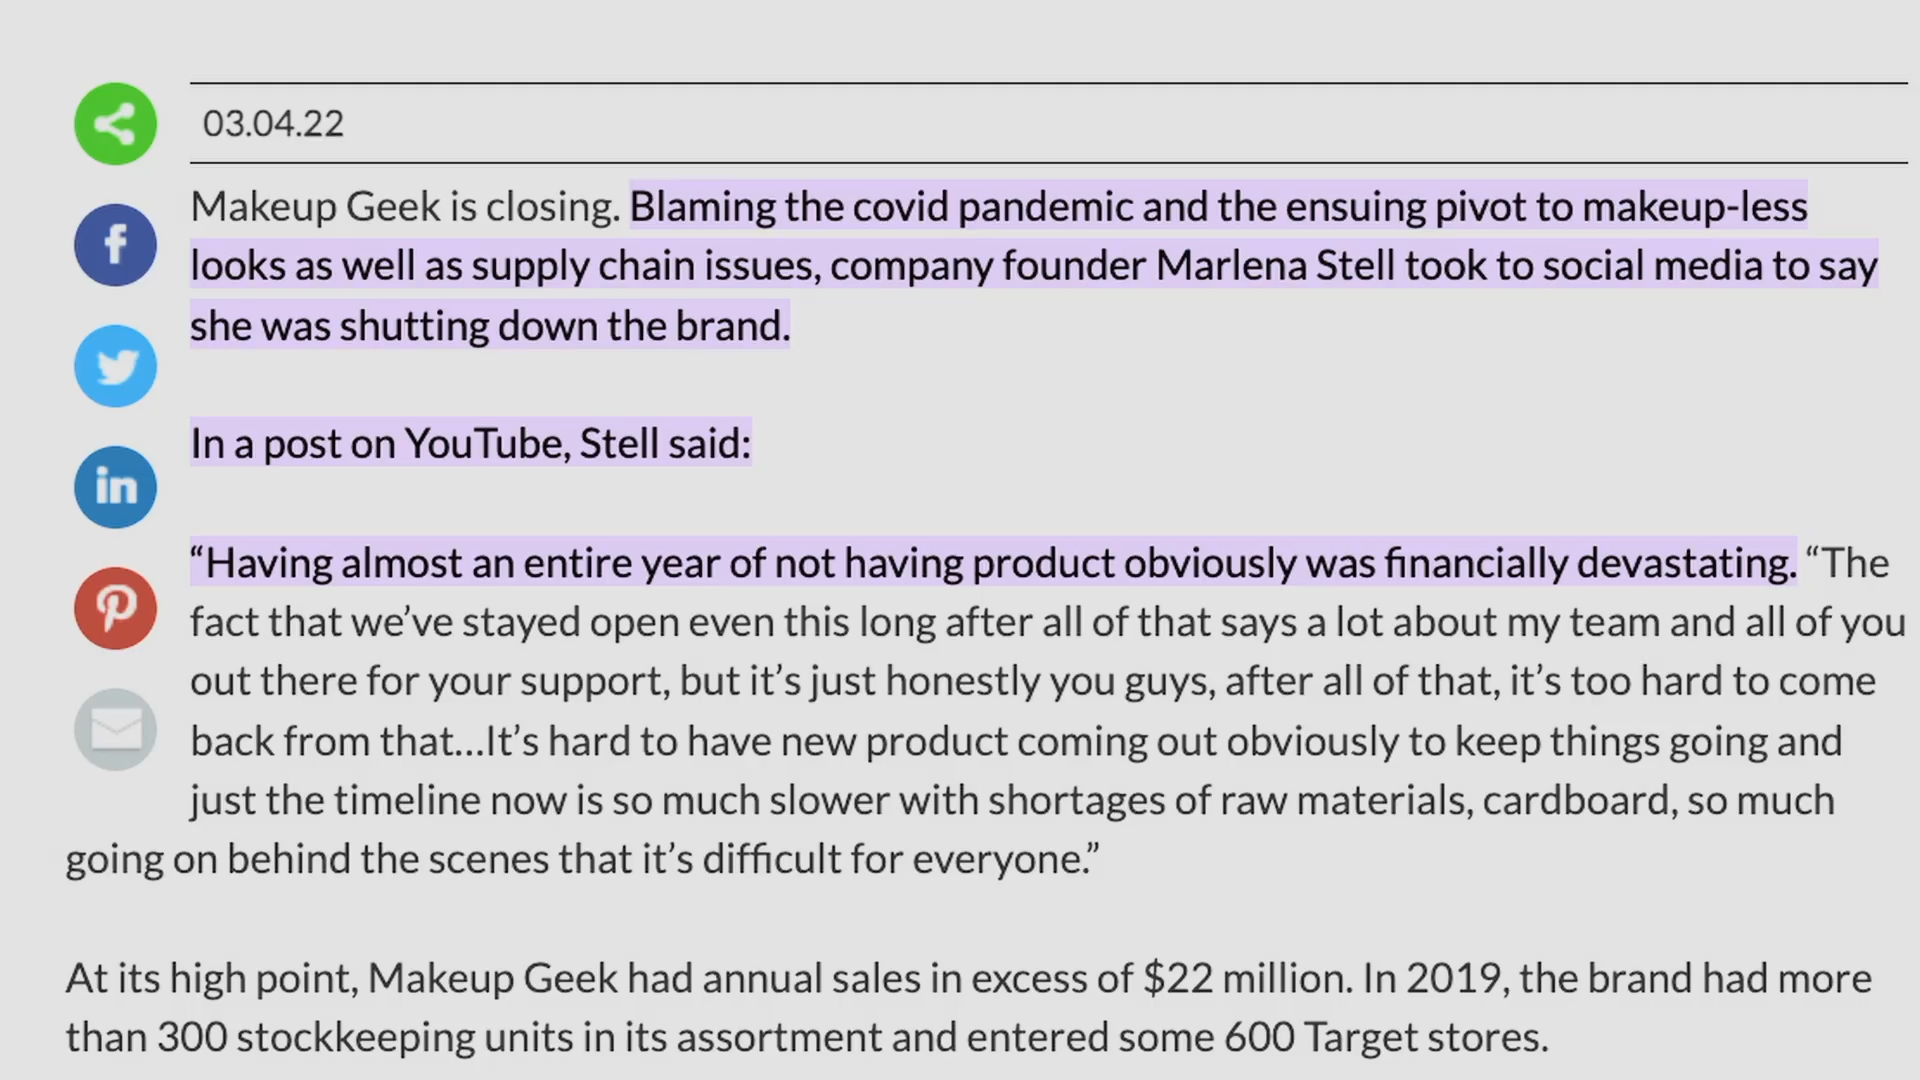 03.04.22
Makeup Geek is closing. Blaming the covid pandemic and the ensuing pivot to makeup-less
looks as well as supply chain issues, company founder Marlena Stell took to social media to say
she was shutting down the brand.
In a post on YouTube, Stell said:
“Having almost an entire year of not having product obviously was financially devastating. “The
fact that we’ve stayed open even this long after all of that says a lot about my team and all of you
out there for your support, but it’s just honestly you guys, after all of that, it’s too hard to come
back from that...It’s hard to have new product coming out obviously to keep things going and
just the timeline now is so much slower with shortages of raw materials, cardboard, so much
going on behind the scenes that it’s difficult for everyone.”
At its high point, Makeup Geek had annual sales in excess of $22 million. In 2019, the brand had more
than 300 stockkeeping units in its assortment and entered some 600 Target stores.